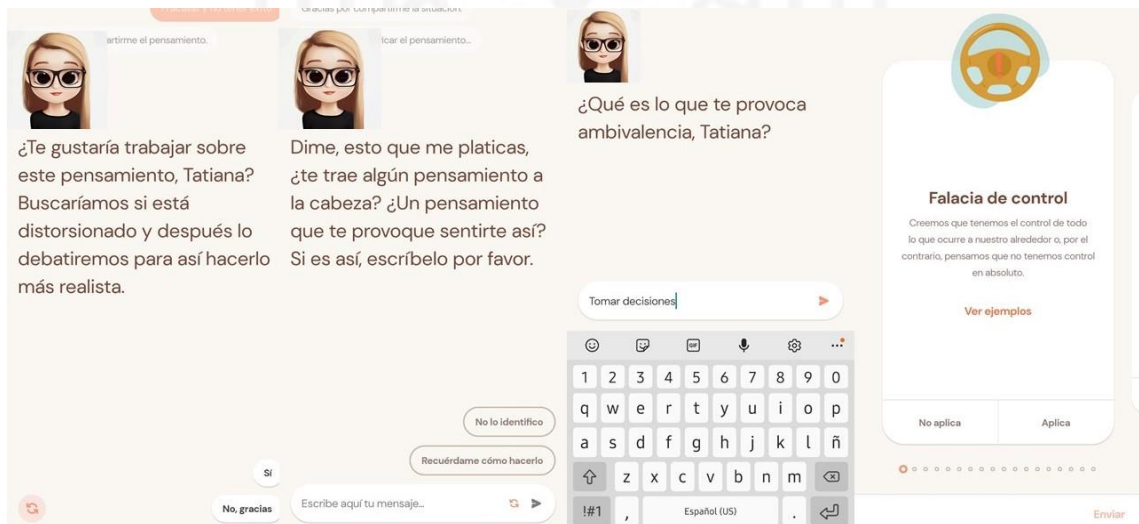 Gracias por compartirme la situación.
artirme el pensamiento.
¿Te gustaría trabajar sobre
este pensamiento, Tatiana?
Buscaríamos si está
distorsionado y después lo
debatiremos para así hacerlo
más realista.
Sí
No, gracias
icar el pensamiento...
Dime, esto que me platicas,
¿te trae algún pensamiento a
la cabeza? ¿Un pensamiento
que te provoque sentirte así?
Si es así, escríbelo por favor.
No lo identifico
Recuérdame cómo hacerlo
Escribe aquí tu mensaje...
¿Qué es lo que te provoca
ambivalencia, Tatiana?
Tomar decisiones
GIF
1 2 3 4 5 6 7 8 9 0
q w e r t y u i o p
a s d f g h j k l ñ
z x c v b n m
!#1 , Español (US) .
Falacia de control
Creemos que tenemos el control de todo
lo que ocurre a nuestro alrededor o, por el
contrario, pensamos que no tenemos control
en absoluto.
Ver ejemplos
No aplica
Aplica
Enviar